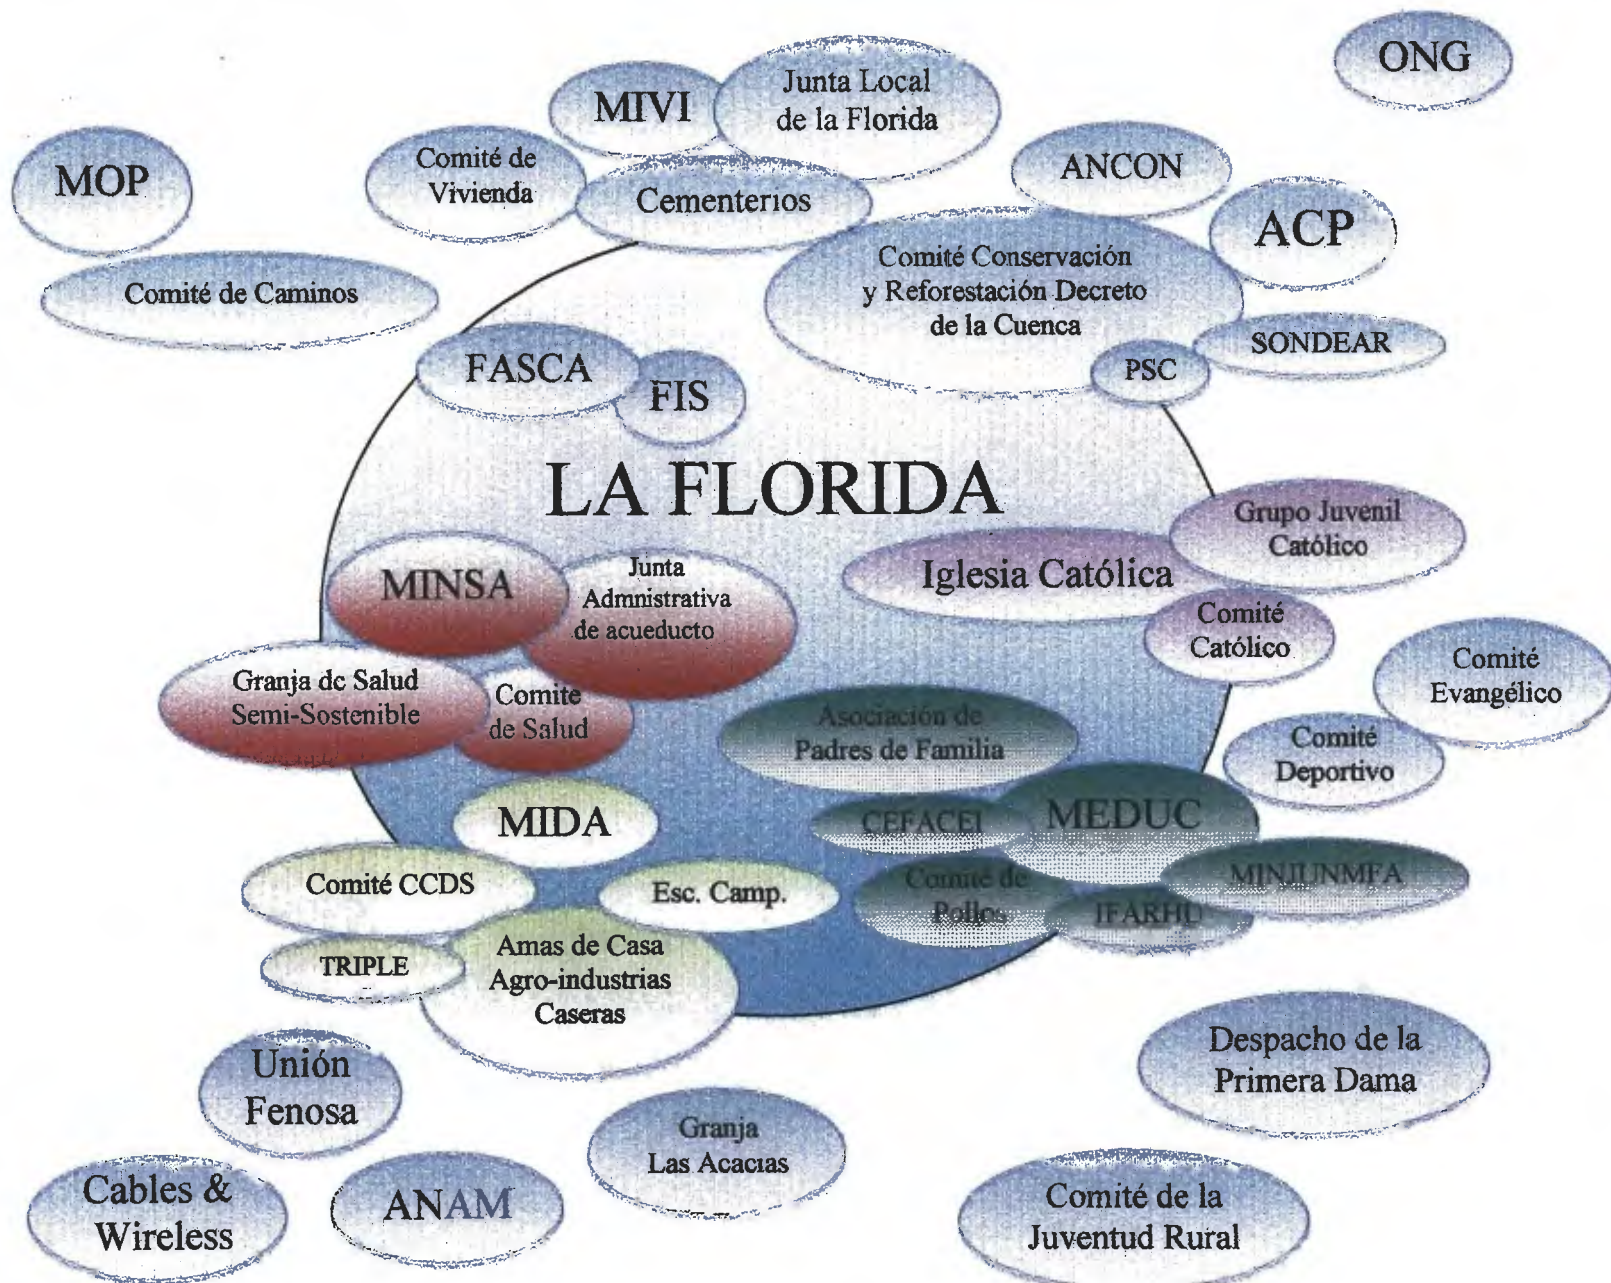 ONG
MIVI
Junta Local
de la Florida
MOP
Comité de
Vivienda
Cementerios
ANCON
ACP
Comité de Caminos
Comité Conservación
y Reforestación Decreto
de la Cuenca
SONDEAR
PSC
FASCA
FIS
LA FLORIDA
Grupo Juvenil
Católico
Iglesia Católica
MINSA
Junta
Admnistrativa
de acueducto
Comité
Católico
Comité
Evangélico
Granja de Salud
Semi-Sostenible
Comite
de Salud
Asociación de
Padres de Familia
Comité
Deportivo
MIDA
CEFACEI
MEDUC
Comité CCDS
Esc. Camp.
Comité de
Pollos
MINJUNMFA
IFARHU
TRIPLE
Amas de Casa
Agro-industrias
Caseras
Unión
Fenosa
Despacho de la
Primera Dama
Granja
Las Acacias
Cables &
Wireless
ANAM
Comité de la
Juventud Rural